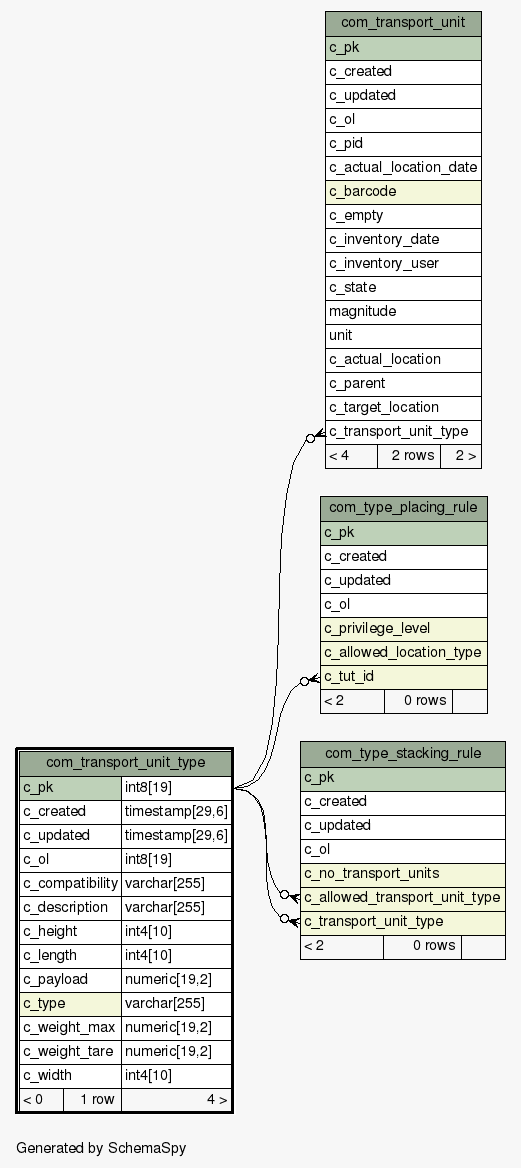 com_transport_unit
c_pk
c_created
c_updated
c_ol
c_pid
c_actual_location_date
c_barcode
c_empty
c_inventory_date
c_inventory_user
c_state
magnitude
unit
c_actual_location
c_parent
c_target_location
c_transport_unit_type
< 4 2 rows 2 >
com_type_placing_rule
c_pk
c_created
c_updated
c_ol
c_privilege_level
c_allowed_location_type
c_tut_id
< 2 0 rows
com_transport_unit_type
c_pk int8[19]
c_created timestamp[29,6]
c_updated timestamp[29,6]
c_ol int8[19]
c_compatibility varchar[255]
c_description varchar[255]
c_height int4[10]
c_length int4[10]
c_payload numeric[19,2]
c_type varchar[255]
c_weight_max numeric[19,2]
c_weight_tare numeric[19,2]
c_width int4[10]
< 0 1 row 4 >
com_type_stacking_rule
c_pk
c_created
c_updated
c_ol
c_no_transport_units
c_allowed_transport_unit_type
c_transport_unit_type
< 2 0 rows
Generated by SchemaSpy